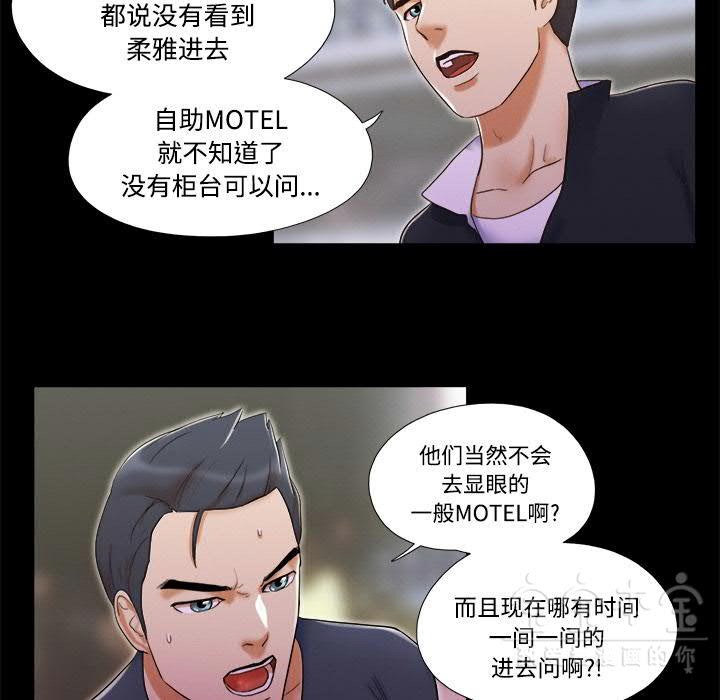 都说没有看到
柔雅进去
自助MOTEL
就不知道了
没有柜台可以问...
他们当然不会
去显眼的
一般MOTEL啊?
而且现在哪有时间
一间一间的
进去问啊?!